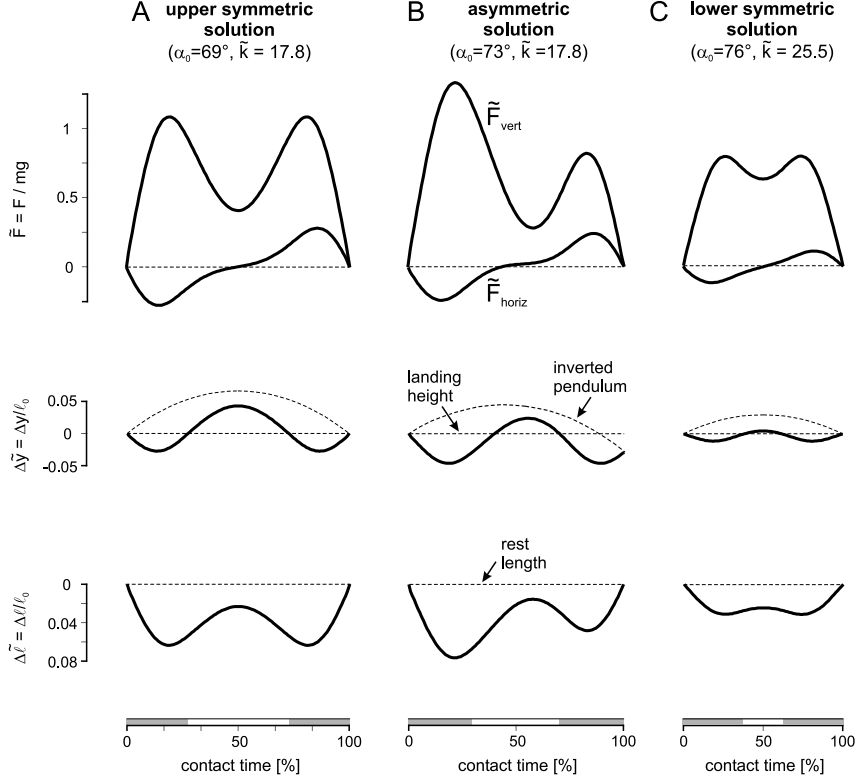 A upper symmetric solution (α₀=69°, k̃ = 17.8)
B asymmetric solution (α₀=73°, k̃ =17.8)
C lower symmetric solution (α₀=76°, k̃ = 25.5)
F̃ = F / mg
1
0.5
0
F̃vert
F̃horiz
Δỹ = Δy/ℓ₀
0.05
0
-0.05
landing height
inverted pendulum
Δℓ̃ = Δℓ/ℓ₀
0
0.04
0.08
rest length
0 50 100
0 50 100
0 50 100
contact time [%]
contact time [%]
contact time [%]